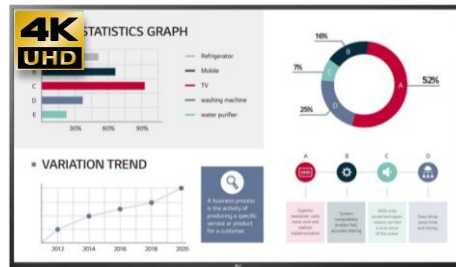 4K
UHD
STATISTICS GRAPH
Refrigerator
B
Mobile
C
TV
D
washing machine
E
water purifier
30% 60% 90%
16%
7%
52%
25%
B
C
A
D
VARIATION TREND
2012 2014 2016 2018 2020
A business process
is the activity of
producing a specific
service or product
for a customer
A B C D
System
compatibility